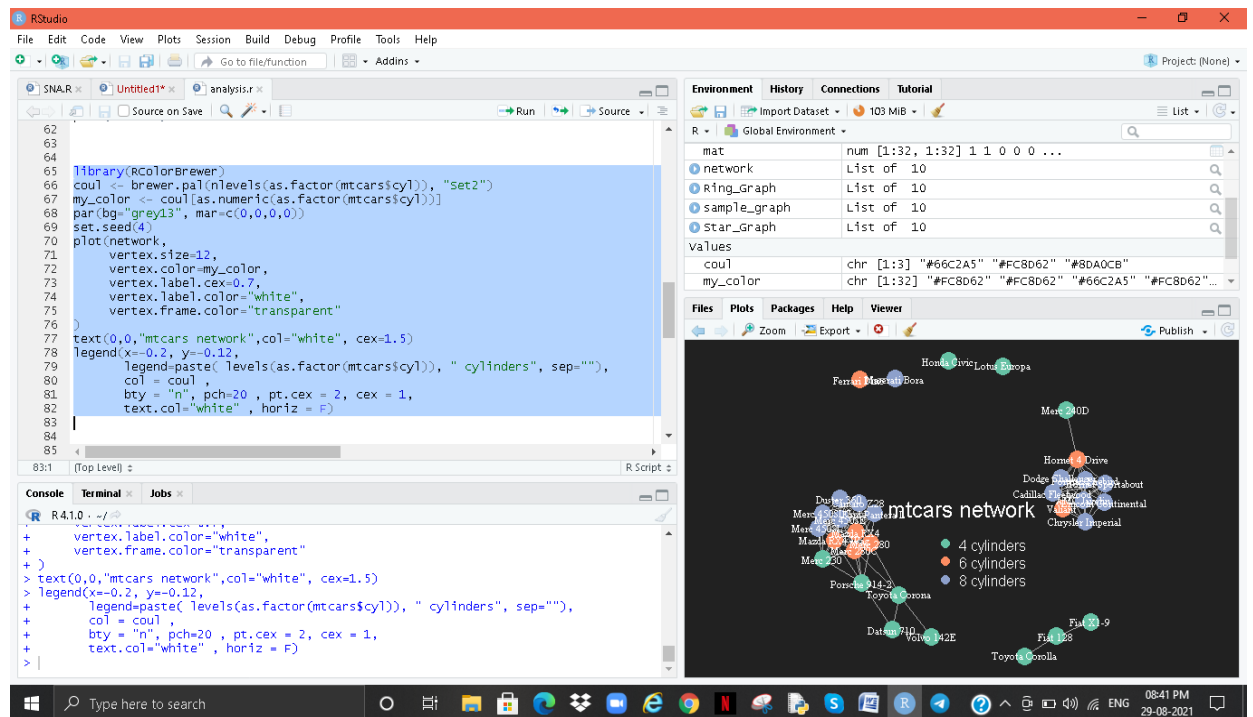 RStudio
File Edit Code View Plots Session Build Debug Profile Tools Help
Go to file/function Addins Project: (None)
SNA.R Untitled1* analysis.r
Source on Save Run Source
62
63
64
65 library(RColorBrewer)
66 coul <- brewer.pal(nlevels(as.factor(mtcars$cyl)), "Set2")
67 my_color <- coul[as.numeric(as.factor(mtcars$cyl))]
68 par(bg="grey13", mar=c(0,0,0,0))
69 set.seed(4)
70 plot(network,
71 vertex.size=12,
72 vertex.color=my_color,
73 vertex.label.cex=0.7,
74 vertex.label.color="white",
75 vertex.frame.color="transparent"
76 )
77 text(0,0,"mtcars network",col="white", cex=1.5)
78 legend(x=-0.2, y=-0.12,
79 legend=paste( levels(as.factor(mtcars$cyl)), " cylinders", sep=""),
80 col = coul ,
81 bty = "n", pch=20 , pt.cex = 2, cex = 1,
82 text.col="white" , horiz = F)
83
84
85
83:1 (Top Level) R Script
Console Terminal Jobs
R 4.1.0 · ~/
+ vertex.label.cex=0.7,
+ vertex.label.color="white",
+ vertex.frame.color="transparent"
+ )
> text(0,0,"mtcars network",col="white", cex=1.5)
> legend(x=-0.2, y=-0.12,
+ legend=paste( levels(as.factor(mtcars$cyl)), " cylinders", sep=""),
+ col = coul ,
+ bty = "n", pch=20 , pt.cex = 2, cex = 1,
+ text.col="white" , horiz = F)
>
Environment History Connections Tutorial
Import Dataset 103 MiB List
R Global Environment
mat num [1:32, 1:32] 1 1 0 0 0 ...
network List of 10
Ring_Graph List of 10
sample_graph List of 10
Star_Graph List of 10
Values
coul chr [1:3] "#66C2A5" "#FC8D62" "#8DA0CB"
my_color chr [1:32] "#FC8D62" "#FC8D62" "#66C2A5" "#FC8D62"...
Files Plots Packages Help Viewer
Zoom Export Publish
Honda Civic
Lotus Europa
Ferrari Dino
Maserati Bora
Merc 240D
Hornet 4 Drive
Dodge Challenger
Cadillac Fleetwood
Valiant
Chrysler Imperial
Duster 360
Merc 230
Merc 280
Merc 280C
Porsche 914-2
Toyota Corona
Datsun 710
Volvo 142E
Fiat X1-9
Fiat 128
Toyota Corolla
mtcars network
4 cylinders
6 cylinders
8 cylinders
Type here to search
ENG
08:41 PM
29-08-2021